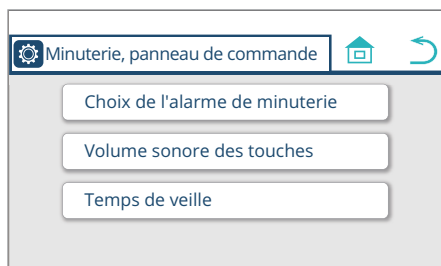 Minuterie, panneau de commande
Choix de l'alarme de minuterie
Volume sonore des touches
Temps de veille